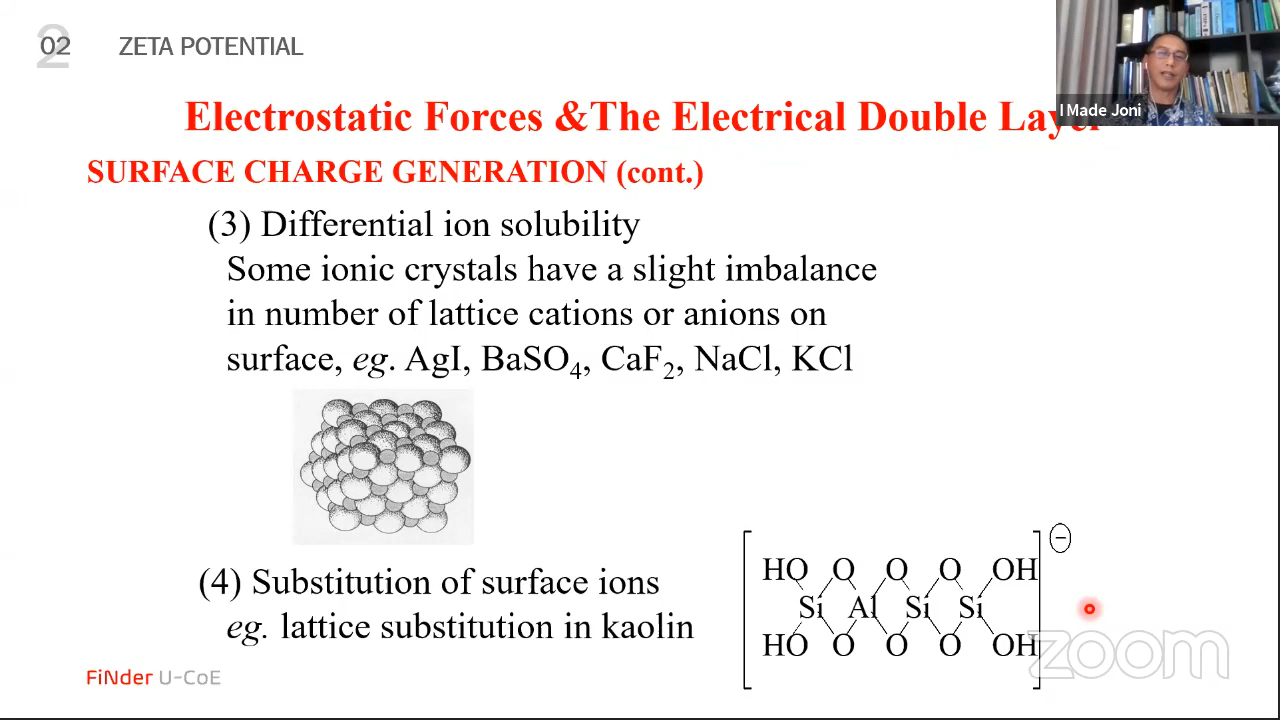 02
ZETA POTENTIAL
I Made Joni
Electrostatic Forces &The Electrical Double Layer
SURFACE CHARGE GENERATION (cont.)
(3) Differential ion solubility
Some ionic crystals have a slight imbalance
in number of lattice cations or anions on
surface, eg. AgI, BaSO₄, CaF₂, NaCl, KCl
(4) Substitution of surface ions
eg. lattice substitution in kaolin
−
HO O O O OH
Si Al Si Si
HO O O O OH
FiNder U-CoE
zoom